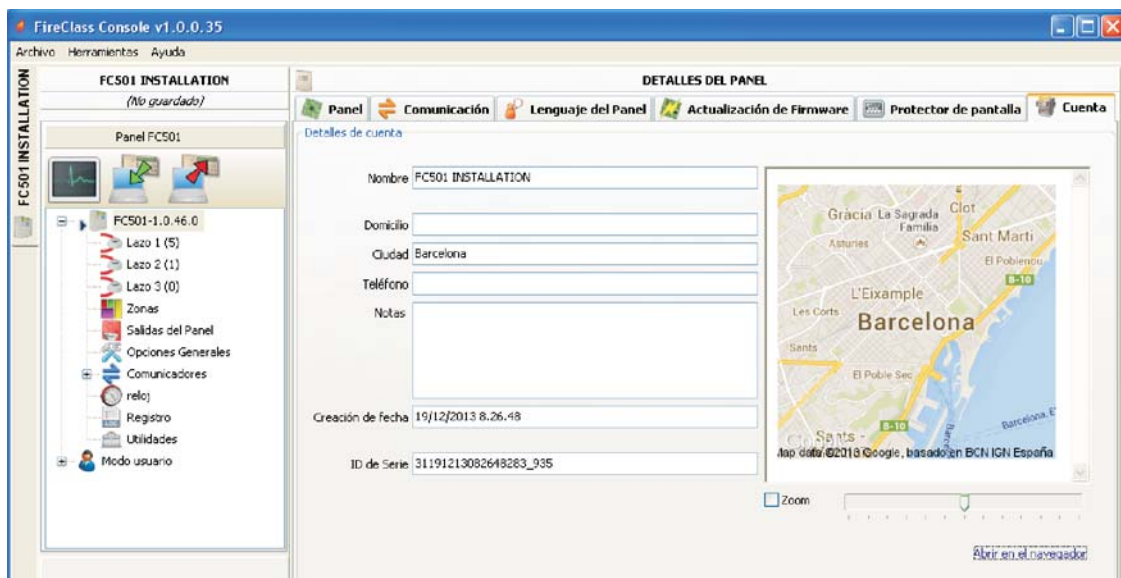 FireClass Console v1.0.0.35
Archivo Herramientas Ayuda
FC501 INSTALLATION
FC501 INSTALLATION
(No guardado)
Panel FC501
FC501-1.0.46.0
Lazo 1 (5)
Lazo 2 (1)
Lazo 3 (0)
Zonas
Salidas del Panel
Opciones Generales
Comunicadores
reloj
Registro
Utilidades
Modo usuario
DETALLES DEL PANEL
Panel Comunicación Lenguaje del Panel Actualización de Firmware Protector de pantalla Cuenta
Detalles de cuenta
Nombre FC501 INSTALLATION
Domicilio
Ciudad Barcelona
Teléfono
Notas
Creación de fecha 19/12/2013 8.26.48
ID de Serie 31191213082648283_935
Gràcia La Sagrada Familia Clot
Asturies Sant Martí
El Poblenou
B-10
L'Eixample
Les Corts
Barcelona
Sants
El Poble Sec
B-10
Barcelona,
Sants -
Map data ©2013 Google, basado en BCN IGN España
Zoom
Abrir en el navegador